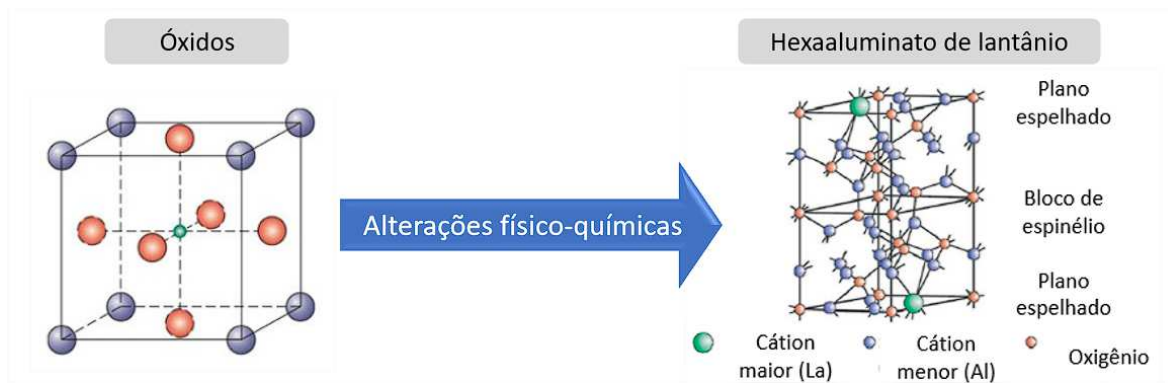 Óxidos
Hexaaluminato de lantânio
Alterações físico-químicas
Plano
espelhado
Bloco de
espinélio
Plano
espelhado
Cátion
maior (La)
Cátion
menor (Al)
Oxigênio